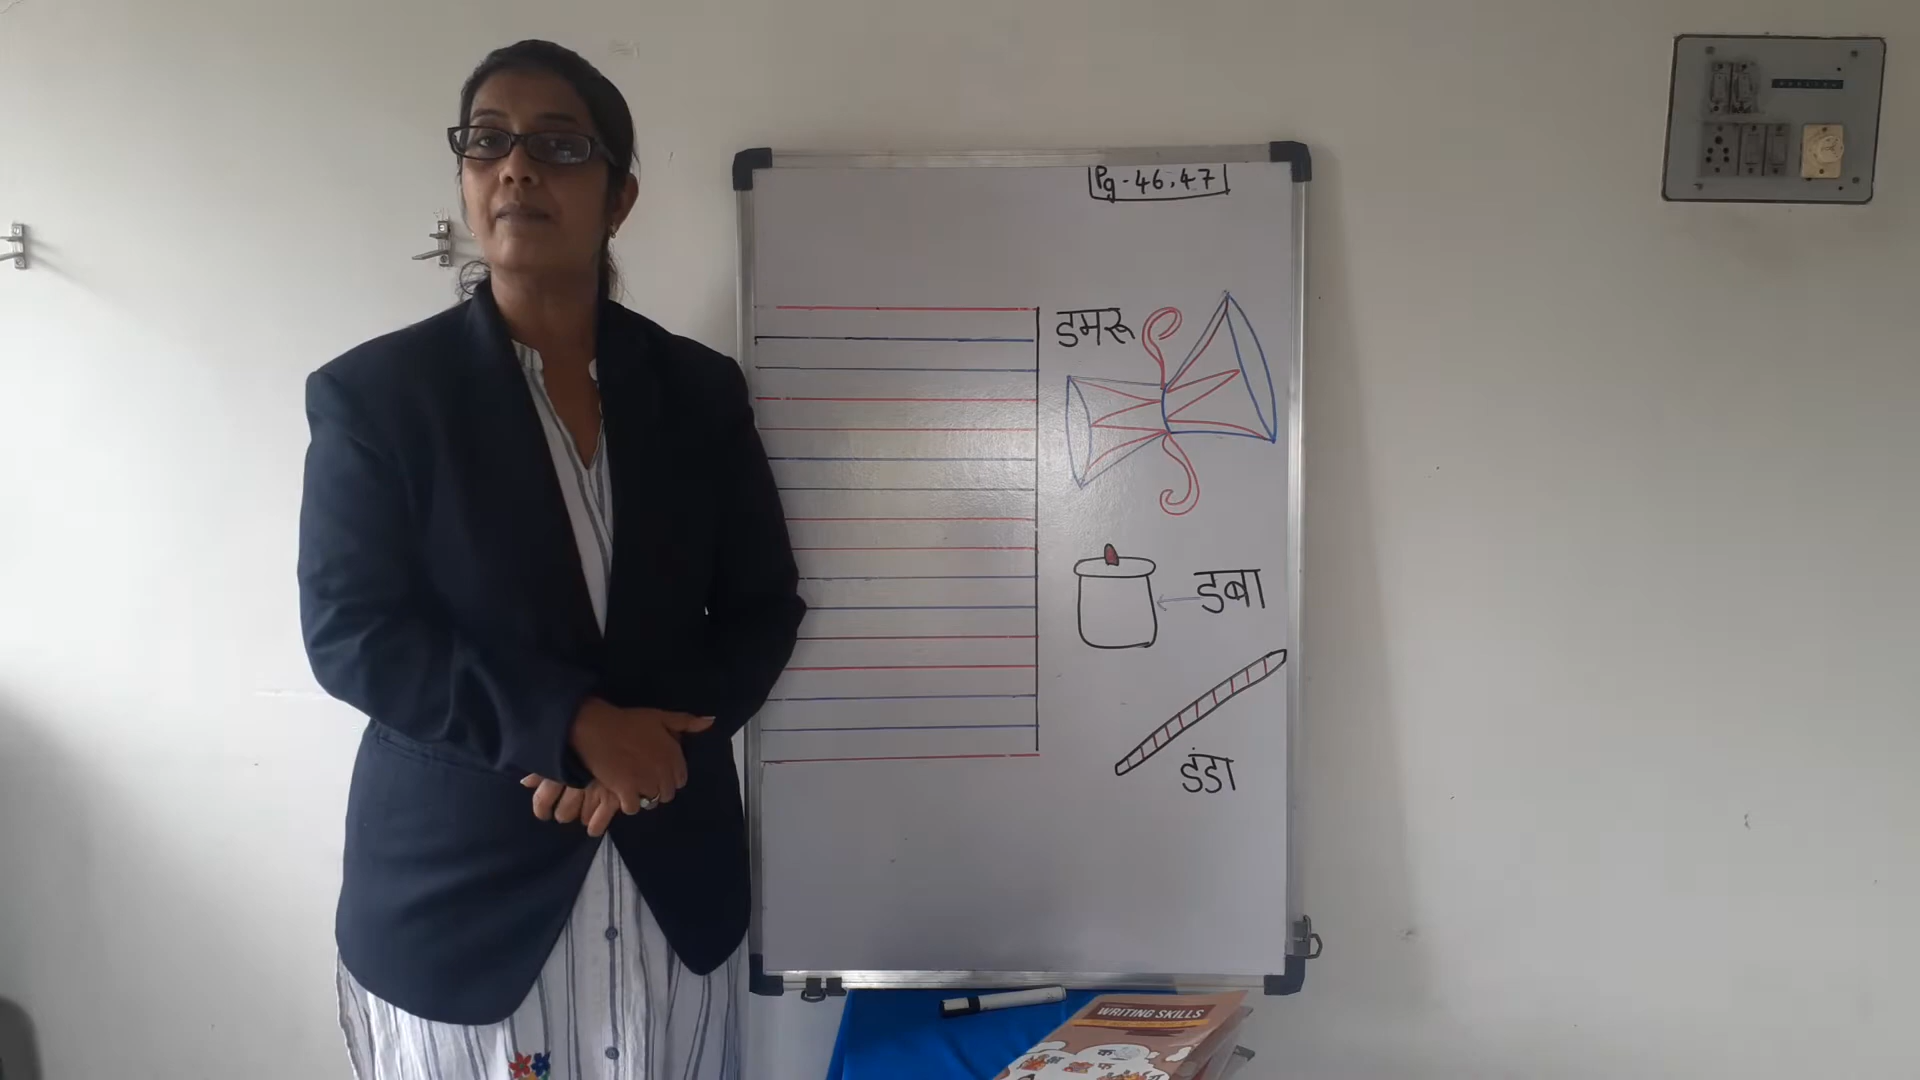 Pg - 46, 47
डमरू
डबा
डंडा
WRITING SKILLS
क
फ